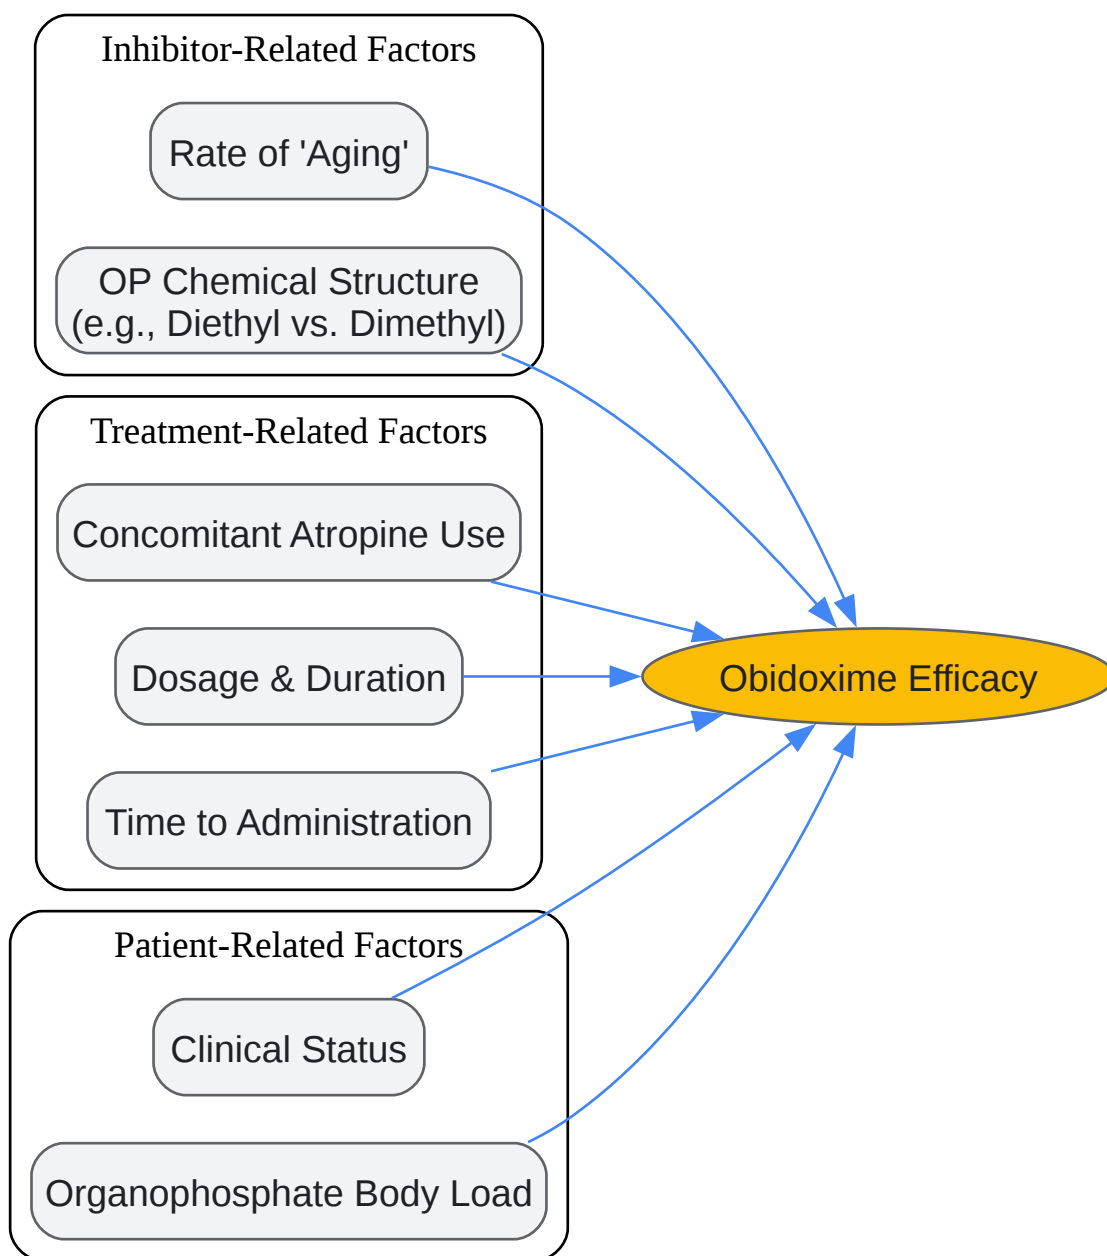 Inhibitor-Related Factors
Rate of 'Aging'
OP Chemical Structure
(e.g., Diethyl vs. Dimethyl)
Treatment-Related Factors
Concomitant Atropine Use
Dosage & Duration
Time to Administration
Obidoxime Efficacy
Patient-Related Factors
Clinical Status
Organophosphate Body Load